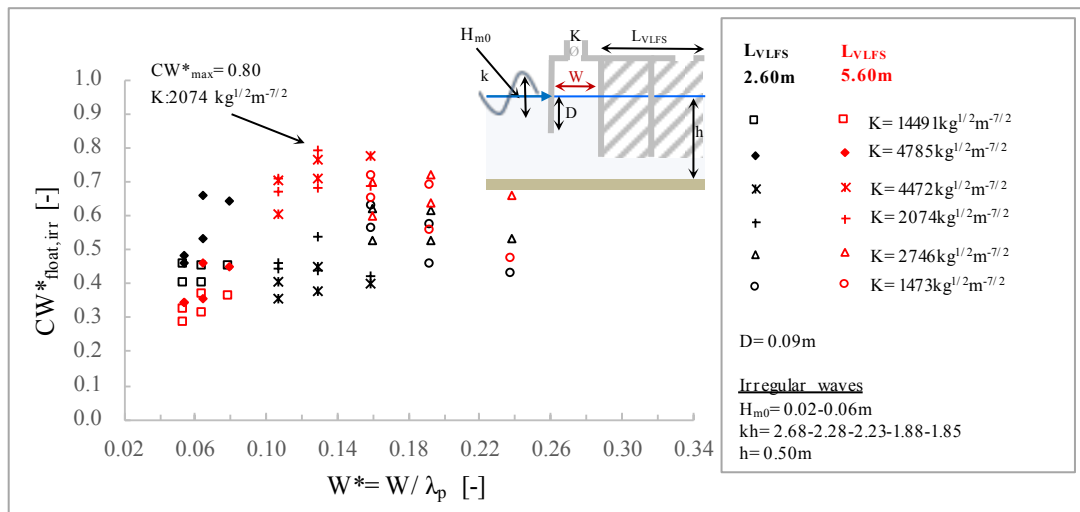 CW*max= 0.80
K:2074 kg1/2m-7/2
Hm0
k
K
Ø
LVLFS
W
D
h
CW*float,irr [-]
1.0
0.9
0.8
0.7
0.6
0.5
0.4
0.3
0.2
0.1
0.0
0.02 0.06 0.10 0.14 0.18 0.22 0.26 0.30 0.34
W*= W/ λp [-]
LVLFS LVLFS
2.60m 5.60m
K= 14491kg1/2m-7/2
K= 4785kg1/2m-7/2
K= 4472kg1/2m-7/2
K= 2074kg1/2m-7/2
K= 2746kg1/2m-7/2
K= 1473kg1/2m-7/2
D= 0.09m
Irregular waves
Hm0= 0.02-0.06m
kh= 2.68-2.28-2.23-1.88-1.85
h= 0.50m